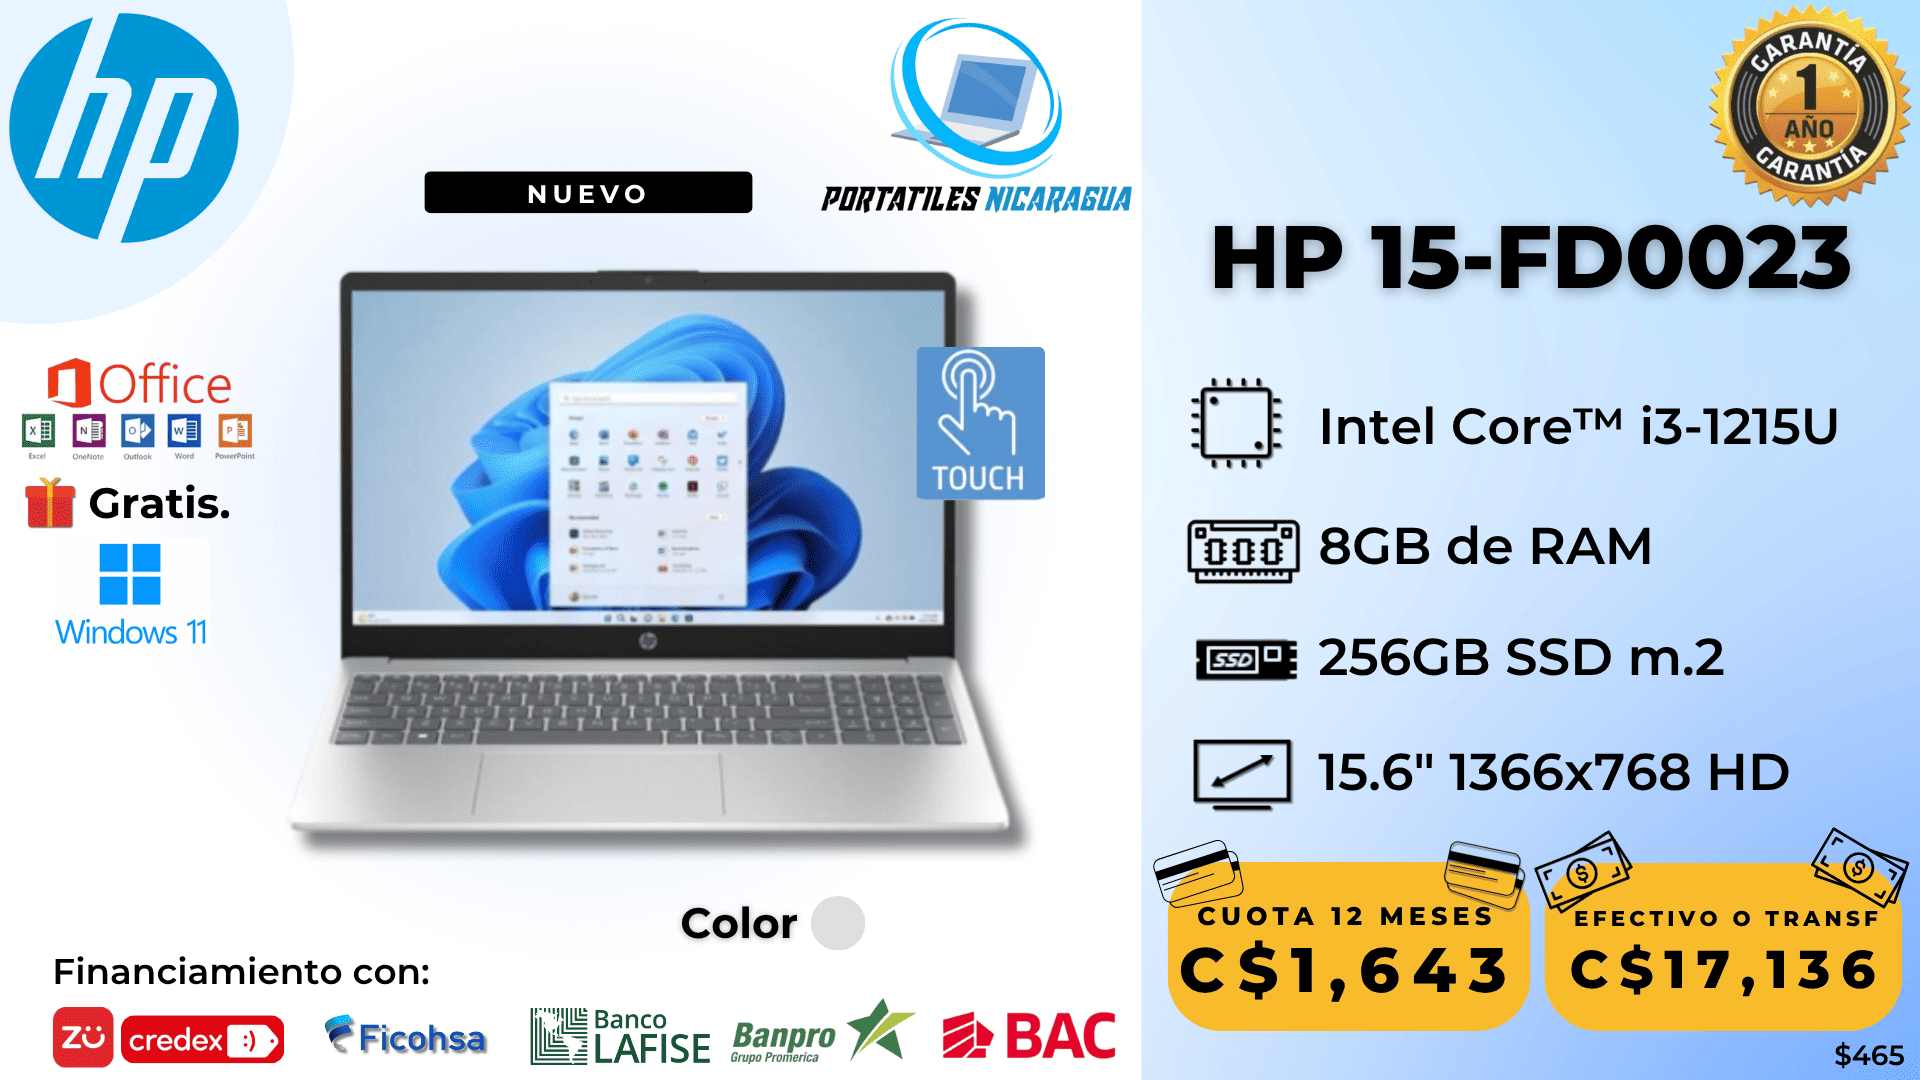 hp
PORTATILES NICARAGUA
NUEVO
GARANTÍA
1
AÑO
GARANTÍA
HP 15-FD0023
Office
Excel OneNote Outlook Word PowerPoint
Gratis.
Windows 11
TOUCH
Intel Core™ i3-1215U
8GB de RAM
SSD
256GB SSD m.2
15.6" 1366x768 HD
Color
Financiamiento con:
ZU credex :)
Ficohsa
Banco
LAFISE
Banpro
Grupo Promerica
BAC
CUOTA 12 MESES
C$1,643
EFECTIVO O TRANSF
C$17,136
$465